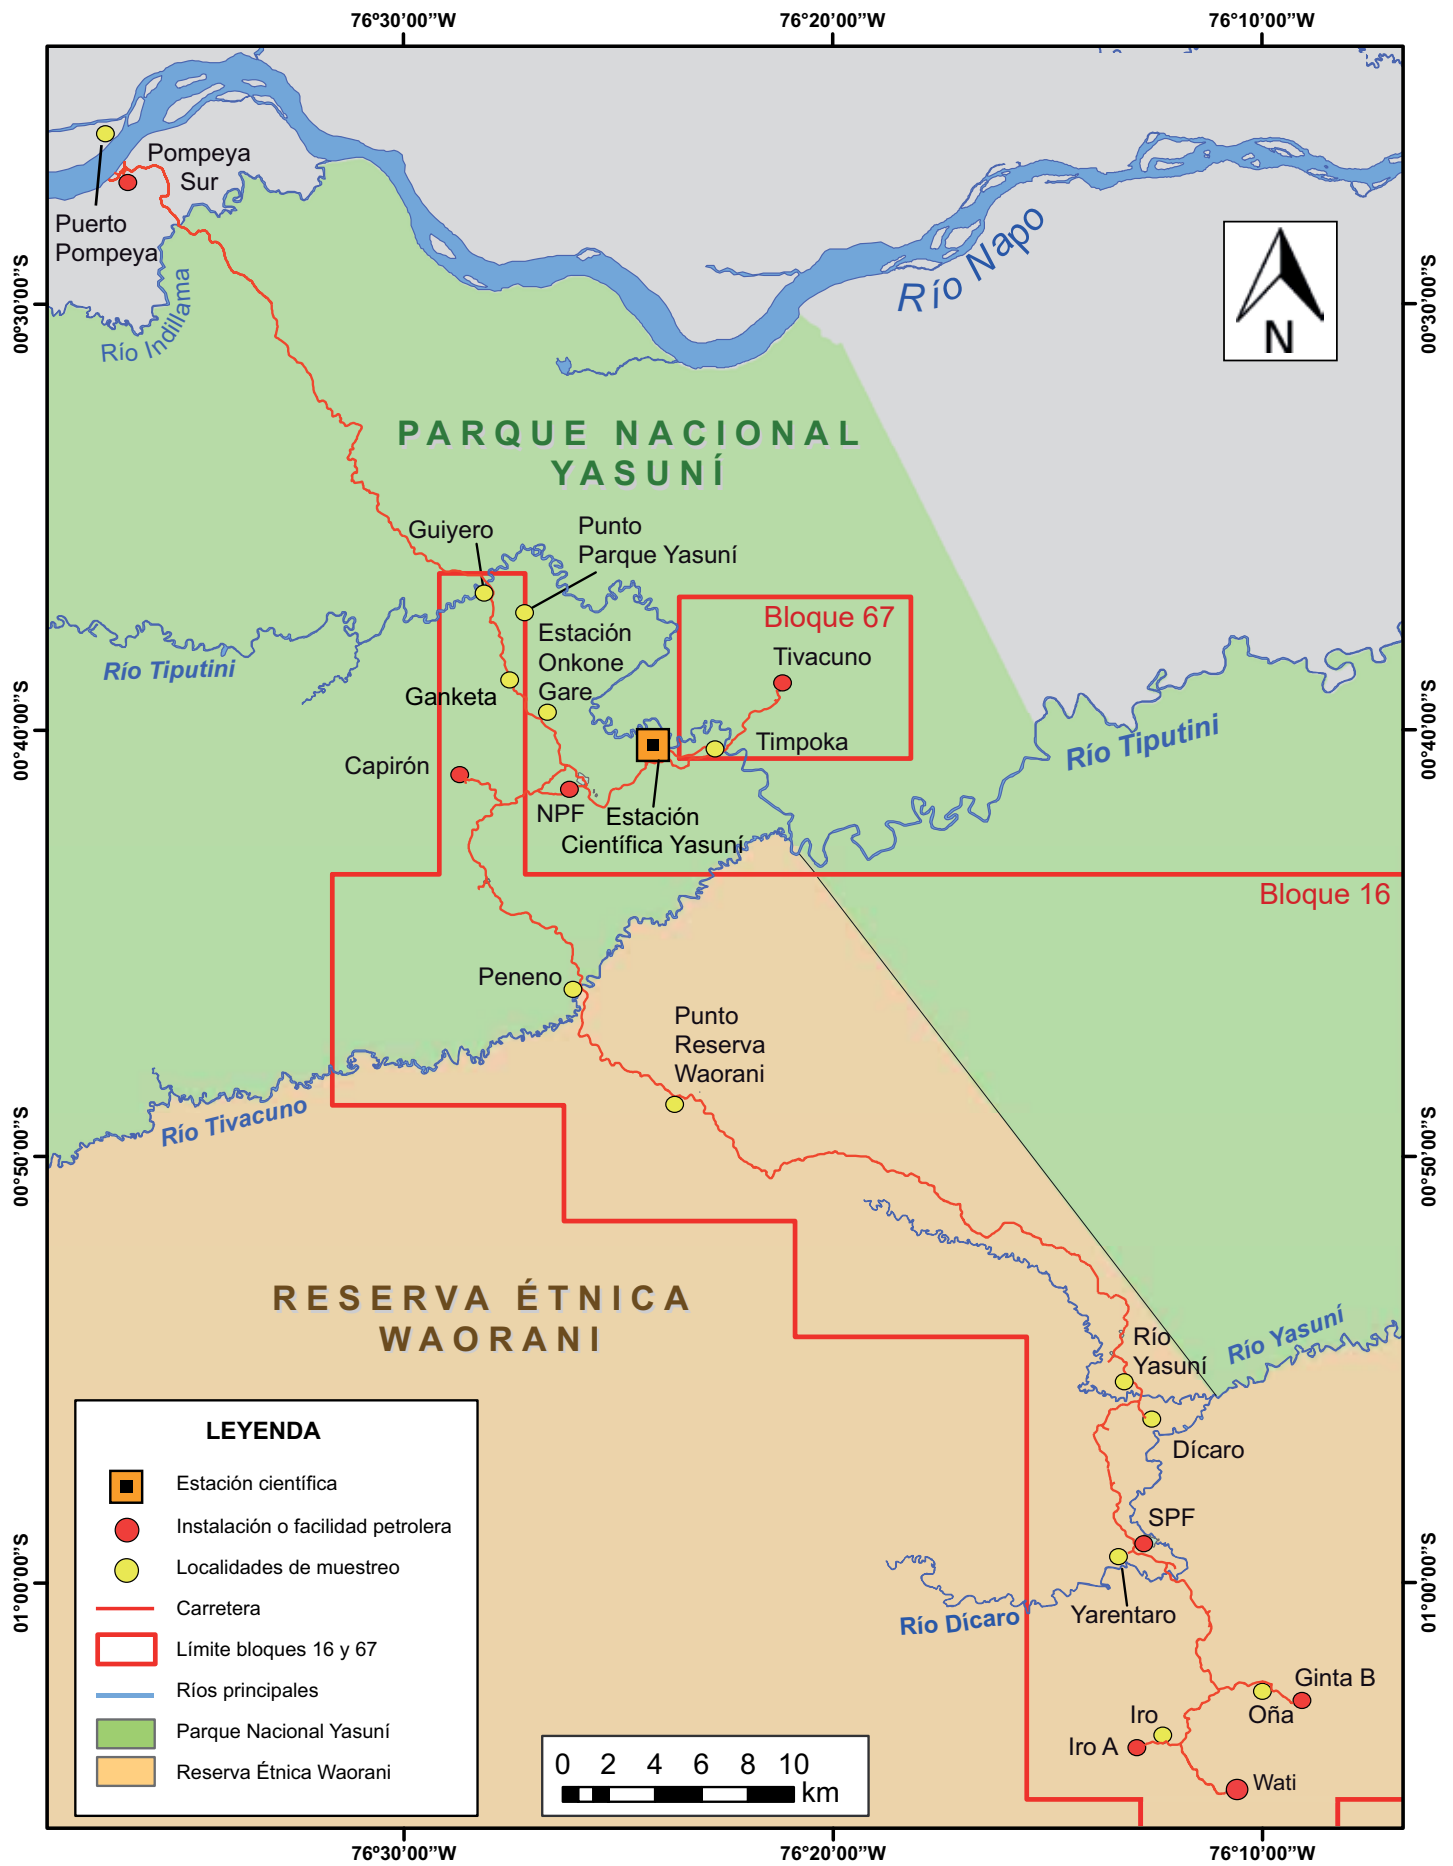 76°30'00"W
76°20'00"W
76°10'00"W
Pompeya
Sur
Puerto
Pompeya
Río Indillama
Río Napo
N
00°30'00"S
00°30'00"S
PARQUE NACIONAL
YASUNÍ
Guiyero
Punto
Parque Yasuní
Bloque 67
Estación
Onkone
Gare
Tivacuno
Río Tiputini
Ganketa
Timpoka
Río Tiputini
00°40'00"S
00°40'00"S
Capirón
NPF
Estación
Científica Yasuní
Bloque 16
Peneno
Punto
Reserva
Waorani
Río Tivacuno
00°50'00"S
00°50'00"S
RESERVA ÉTNICA
WAORANI
Río
Yasuní
Río Yasuní
Dícaro
SPF
Yarentaro
Río Dícaro
01°00'00"S
01°00'00"S
Ginta B
Oña
Iro
Iro A
Wati
LEYENDA
Estación científica
Instalación o facilidad petrolera
Localidades de muestreo
Carretera
Límite bloques 16 y 67
Ríos principales
Parque Nacional Yasuní
Reserva Étnica Waorani
0 2 4 6 8 10
km
76°30'00"W
76°20'00"W
76°10'00"W